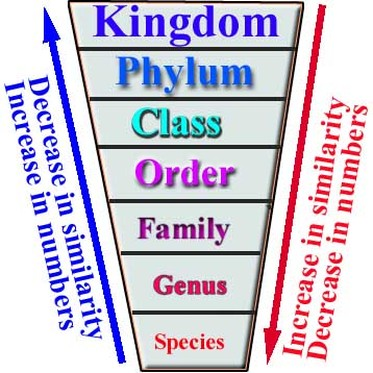 Kingdom
Phylum
Class
Order
Family
Genus
Species
Decrease in similarity
Increase in numbers
Increase in similarity
Decrease in numbers